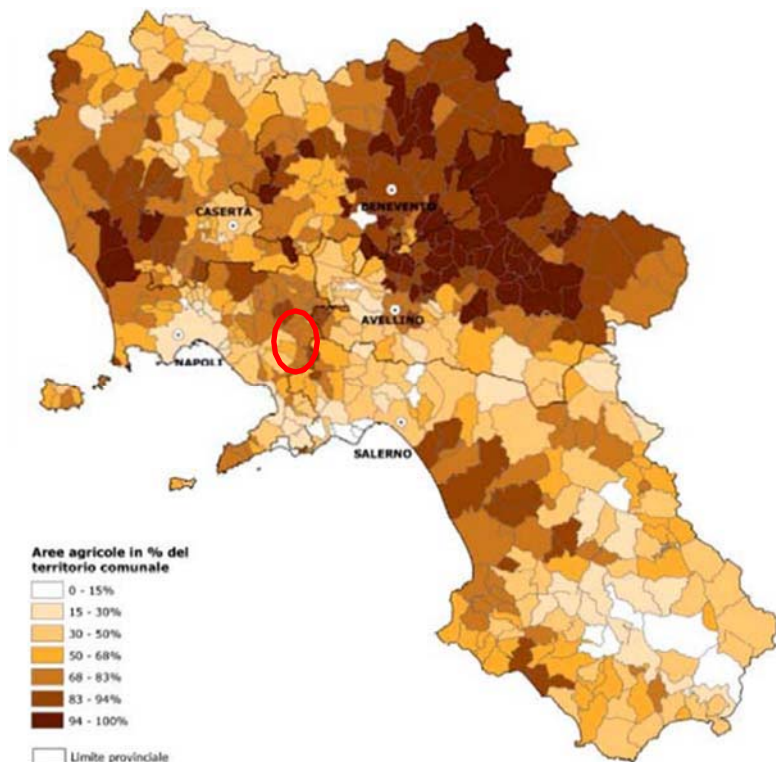 BENEVENTO
CASERTA
AVELLINO
NAPOLI
SALERNO
Aree agricole in % del
territorio comunale
0 - 15%
15 - 30%
30 - 50%
50 - 68%
68 - 83%
83 - 94%
94 - 100%
Limite provinciale